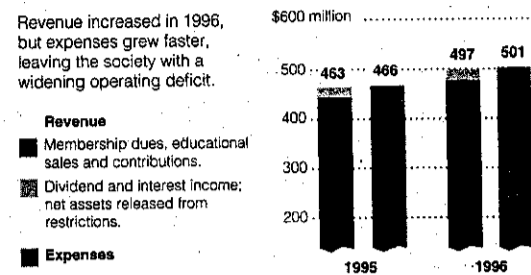 Revenue increased in 1996,
but expenses grew faster,
leaving the society with a
widening operating deficit.
Revenue
Membership dues, educational
sales and contributions.
Dividend and interest income;
net assets released from
restrictions.
Expenses
$600 million
500
400
300
200
463
466
497
501
1995
1996